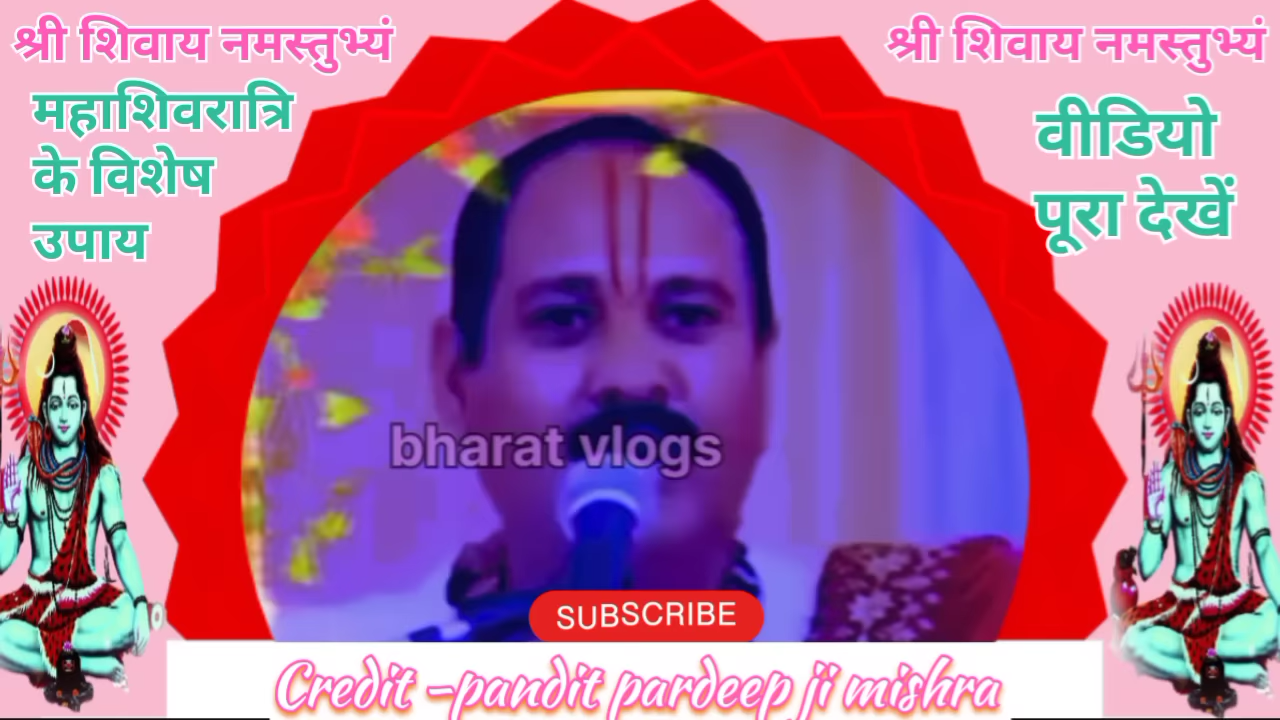 श्री शिवाय नमस्तुभ्यं
महाशिवरात्रि
के विशेष
उपाय
श्री शिवाय नमस्तुभ्यं
वीडियो
पूरा देखें
bharat vlogs
SUBSCRIBE
Credit -pandit pardeep ji mishra